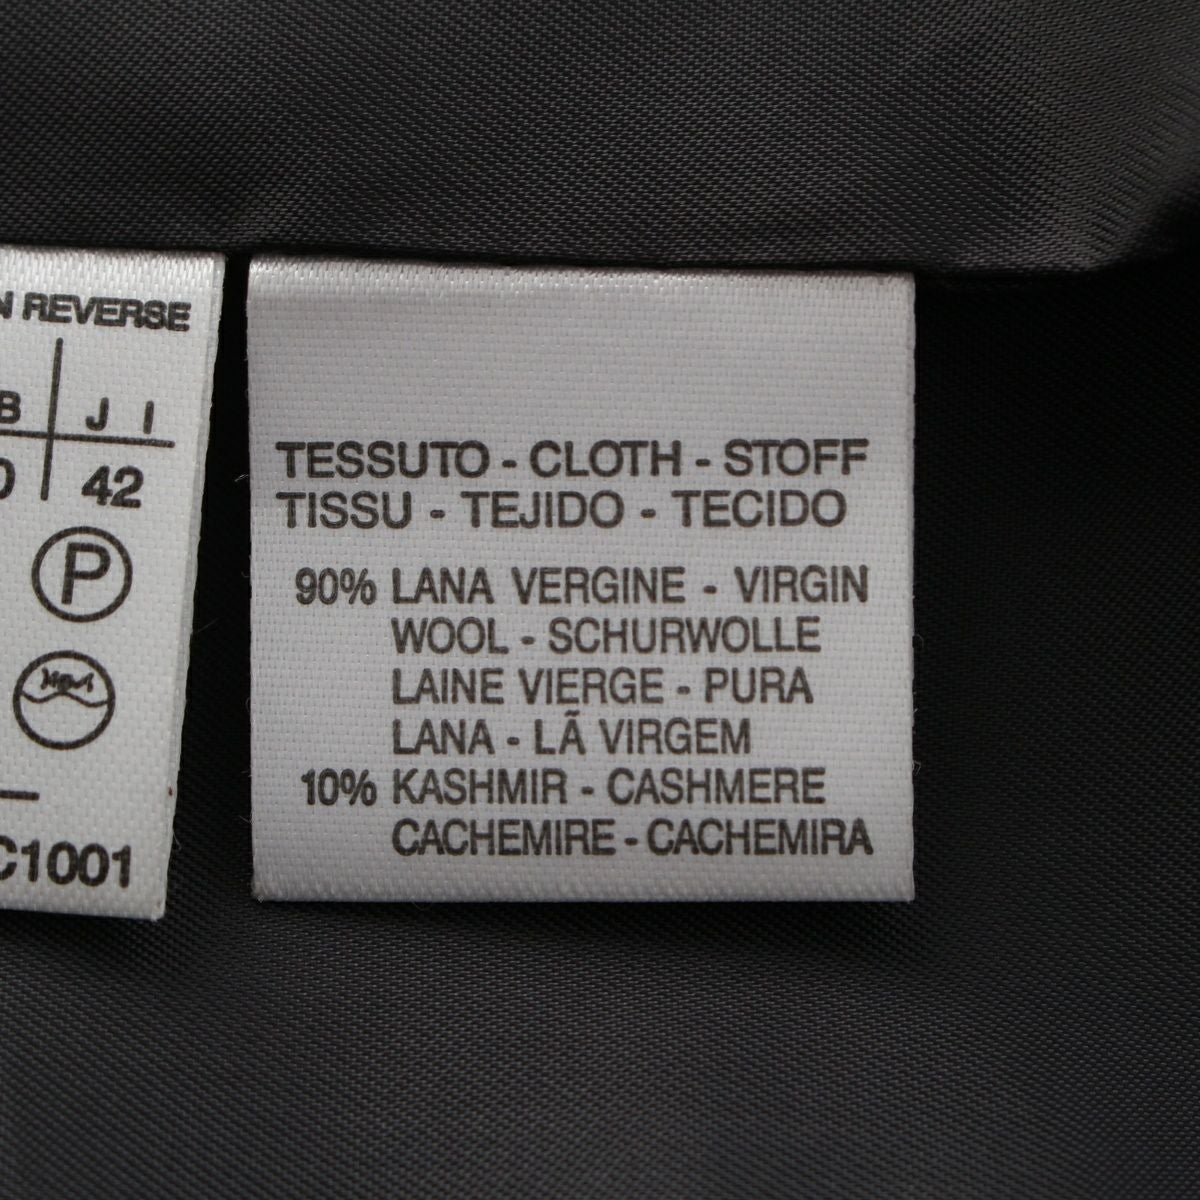 N REVERSE
B J I
0 42
P
C1001
TESSUTO - CLOTH - STOFF
TISSU - TEJIDO - TECIDO
90% LANA VERGINE - VIRGIN
WOOL - SCHURWOLLE
LAINE VIERGE - PURA
LANA - LÃ VIRGEM
10% KASHMIR - CASHMERE
CACHEMIRE - CACHEMIRA